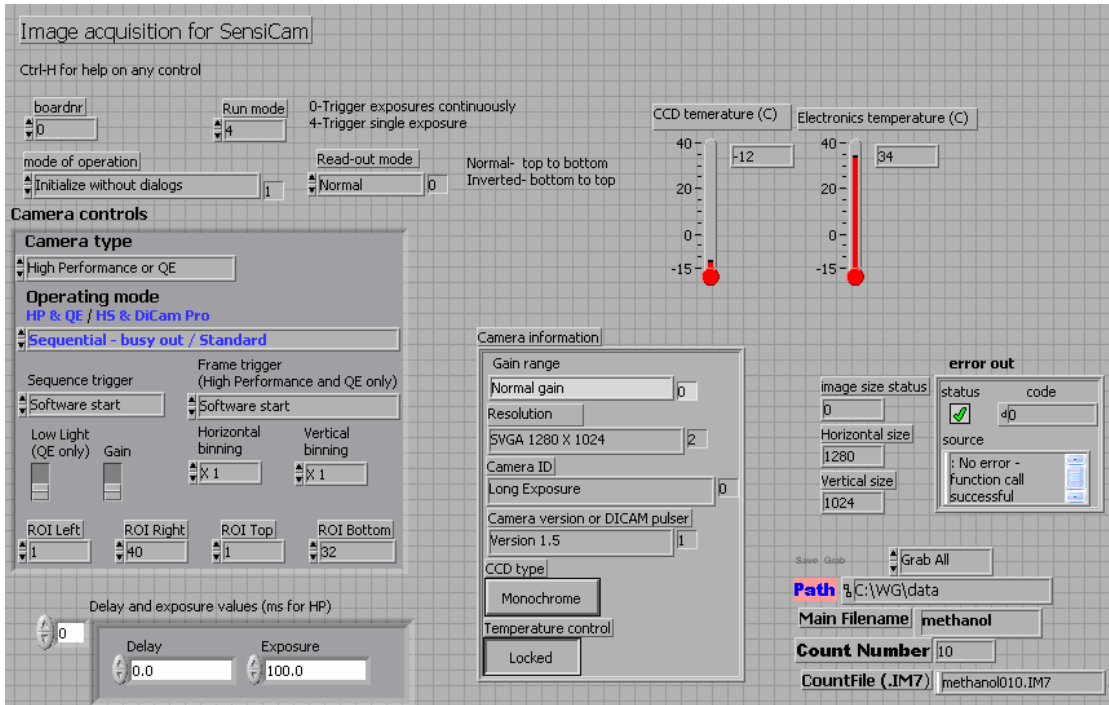 Image acquisition for SensiCam
Ctrl-H for help on any control
boardnr
0
Run mode
4
0-Trigger exposures continuously
4-Trigger single exposure
mode of operation
Initialize without dialogs 1
Read-out mode
Normal 0
Normal- top to bottom
Inverted- bottom to top
CCD temerature (C)
40
20
0
-15
-12
Electronics temperature (C)
40
20
0
-15
34
Camera controls
Camera type
High Performance or QE
Operating mode
HP & QE / HS & DiCam Pro
Sequential - busy out / Standard
Sequence trigger
Software start
Frame trigger
(High Performance and QE only)
Software start
Low Light
(QE only)
Gain
Horizontal
binning
X 1
Vertical
binning
X 1
ROI Left
1
ROI Right
40
ROI Top
1
ROI Bottom
32
Delay and exposure values (ms for HP)
0
Delay
0.0
Exposure
100.0
Camera information
Gain range
Normal gain 0
Resolution
SVGA 1280 X 1024 2
Camera ID
Long Exposure 0
Camera version or DICAM pulser
Version 1.5 1
CCD type
Monochrome
Temperature control
Locked
image size status
0
Horizontal size
1280
Vertical size
1024
error out
status
code
d0
source
: No error -
function call
successful
Save Grab
Grab All
Path C:\WG\data
Main Filename methanol
Count Number 10
CountFile (.IM7) methanol010.IM7